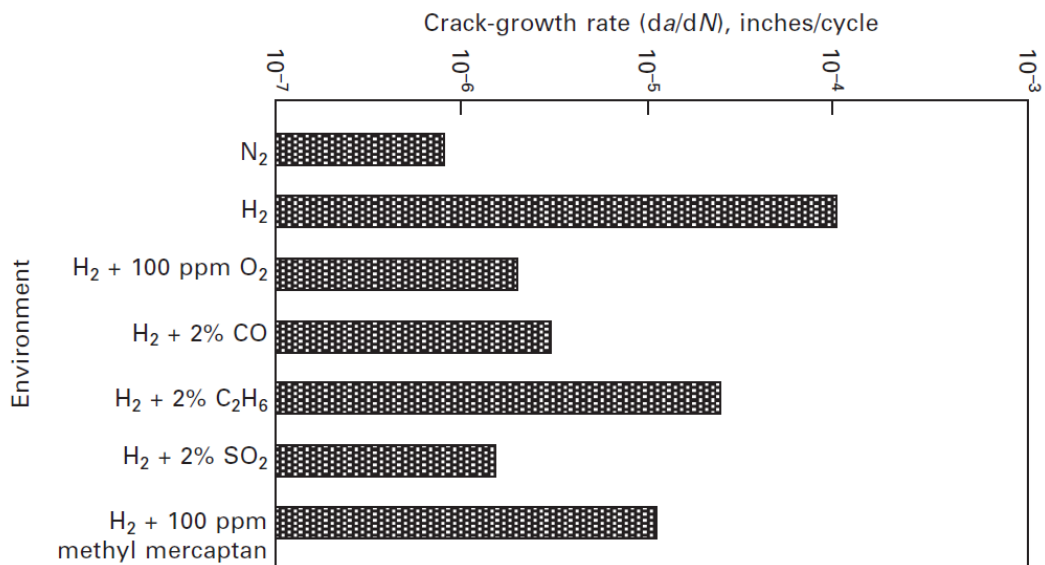 Crack-growth rate (da/dN), inches/cycle
10⁻⁷ 10⁻⁶ 10⁻⁵ 10⁻⁴ 10⁻³
Environment
N₂
H₂
H₂ + 100 ppm O₂
H₂ + 2% CO
H₂ + 2% C₂H₆
H₂ + 2% SO₂
H₂ + 100 ppm
methyl mercaptan